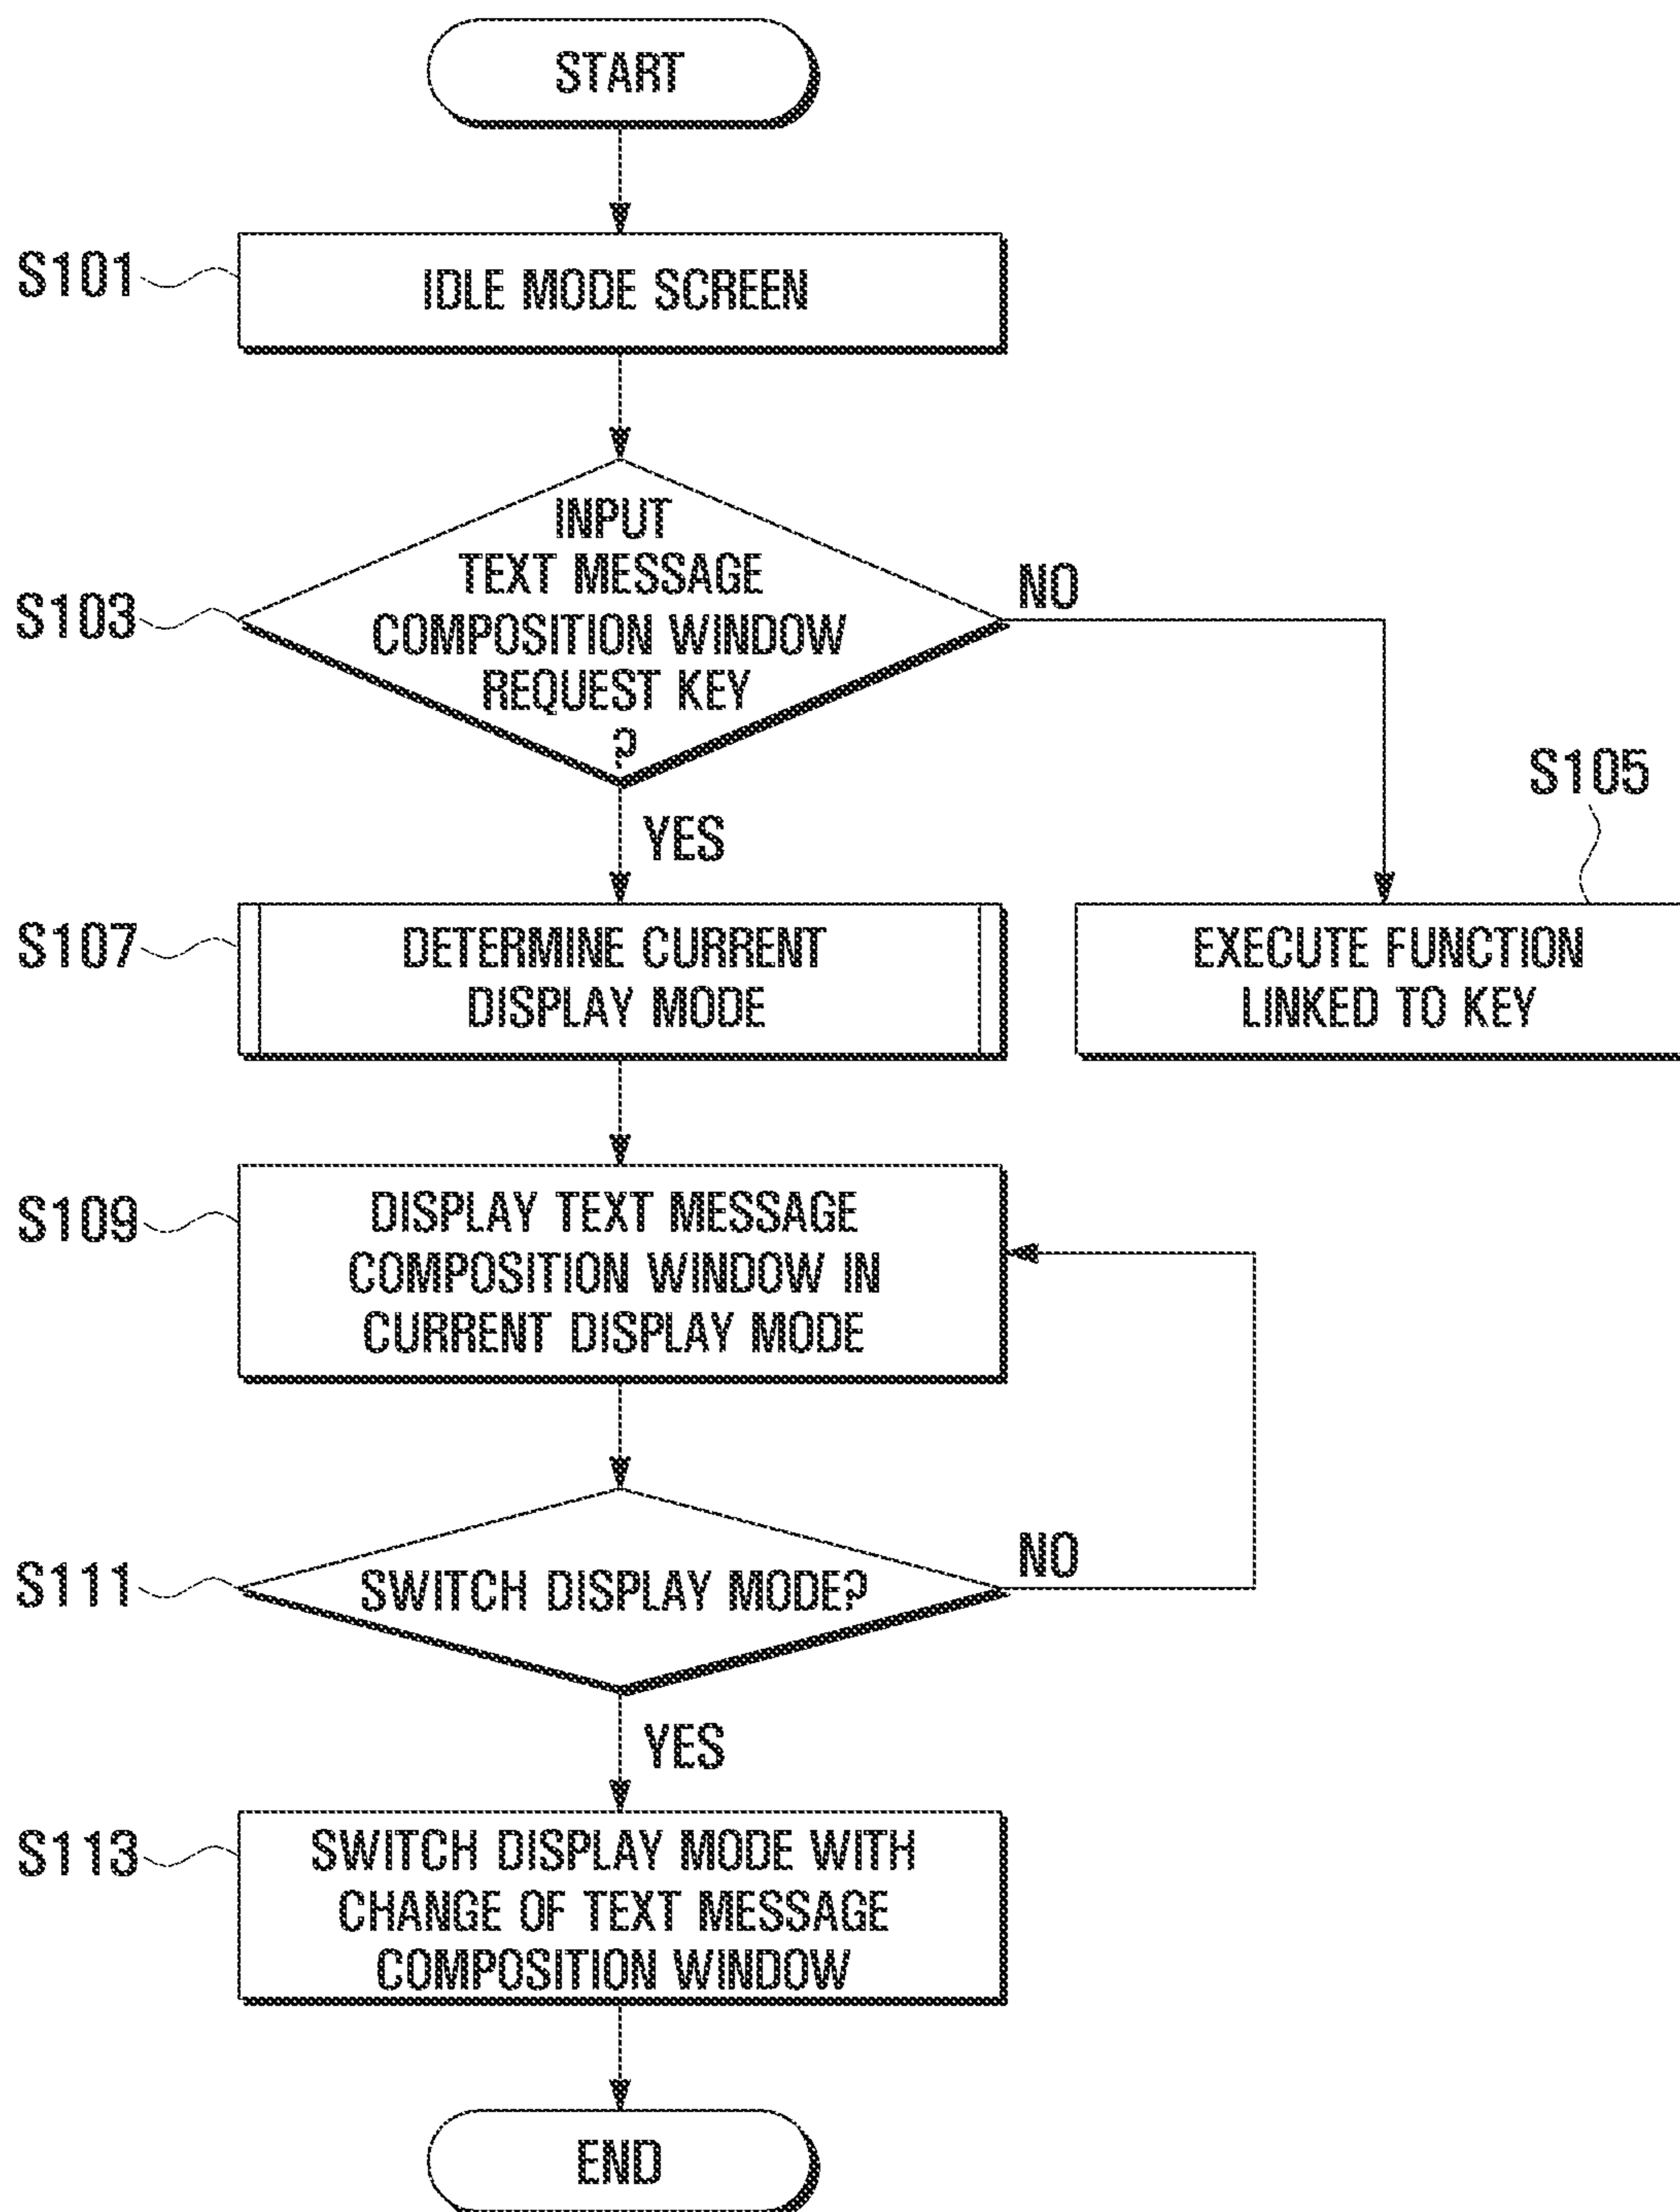 START
S101
IDLE MODE SCREEN
INPUT
TEXT MESSAGE
COMPOSITION WINDOW
REQUEST KEY
?
S103
NO
YES
S105
S107
DETERMINE CURRENT
DISPLAY MODE
EXECUTE FUNCTION
LINKED TO KEY
S109
DISPLAY TEXT MESSAGE
COMPOSITION WINDOW IN
CURRENT DISPLAY MODE
S111
SWITCH DISPLAY MODE?
NO
YES
S113
SWITCH DISPLAY MODE WITH
CHANGE OF TEXT MESSAGE
COMPOSITION WINDOW
END